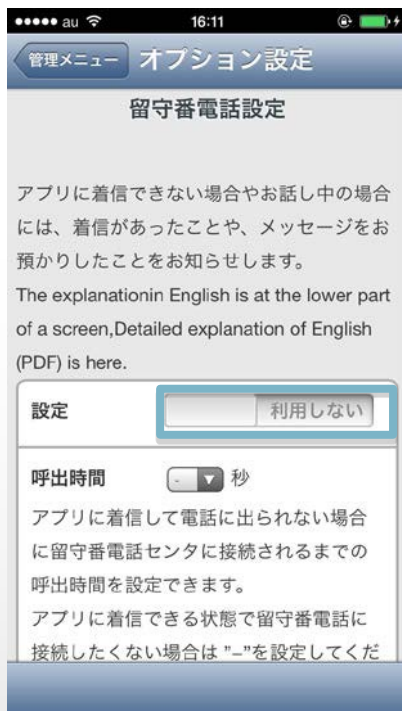 au 16:11
管理メニュー オプション設定
留守番電話設定
アプリに着信できない場合やお話し中の場合
には、着信があったことや、メッセージをお
預かりしたことをお知らせします。
The explanationin English is at the lower part
of a screen,Detailed explanation of English
(PDF) is here.
設定 利用しない
呼出時間 - 秒
アプリに着信して電話に出られない場合
に留守番電話センタに接続されるまでの
呼出時間を設定できます。
アプリに着信できる状態で留守番電話に
接続したくない場合は ”–”を設定してくだ